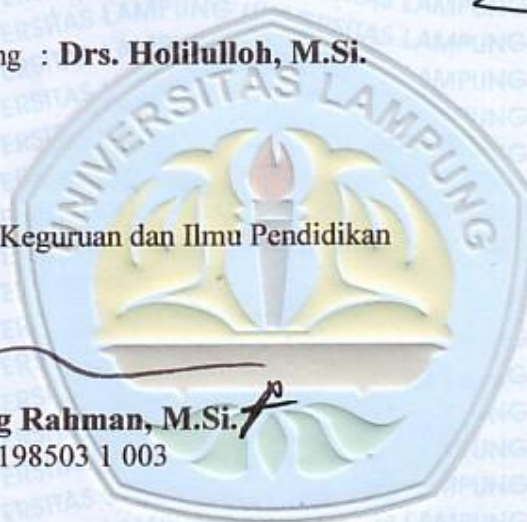 ng : Drs. Holilulloh, M.Si.
UNIVERSITAS LAMPUNG
Keguruan dan Ilmu Pendidikan
g Rahman, M.Si.
198503 1 003